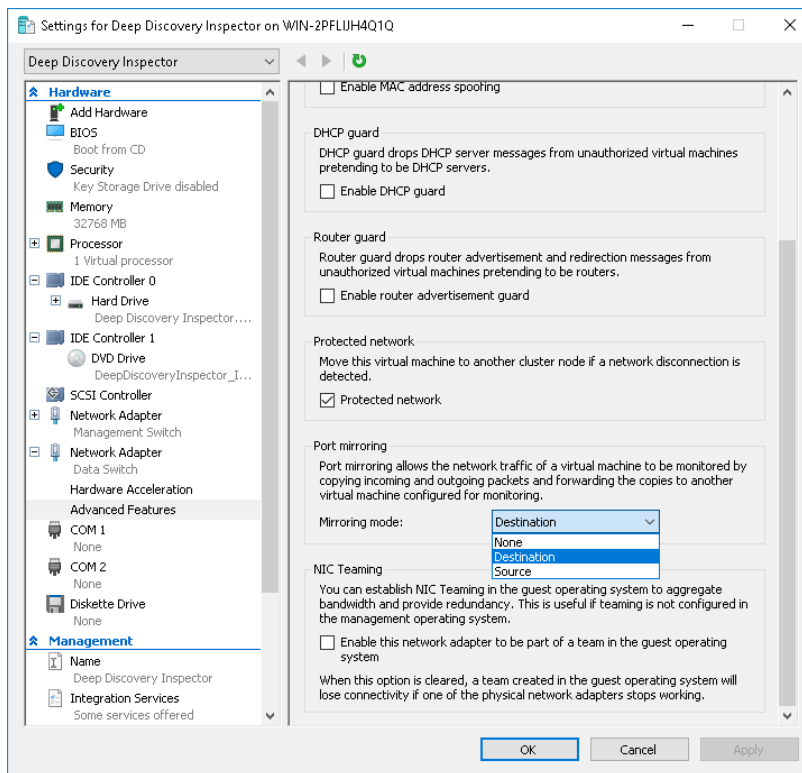 Settings for Deep Discovery Inspector on WIN-2PFLIJH4Q1Q
Deep Discovery Inspector
Hardware
Add Hardware
BIOS
Boot from CD
Security
Key Storage Drive disabled
Memory
32768 MB
Processor
1 Virtual processor
IDE Controller 0
Hard Drive
Deep Discovery Inspector....
IDE Controller 1
DVD Drive
DeepDiscoveryInspector_I...
SCSI Controller
Network Adapter
Management Switch
Network Adapter
Data Switch
Hardware Acceleration
Advanced Features
COM 1
None
COM 2
None
Diskette Drive
None
Management
Name
Deep Discovery Inspector
Integration Services
Some services offered
Enable MAC address spoofing
DHCP guard
DHCP guard drops DHCP server messages from unauthorized virtual machines
pretending to be DHCP servers.
Enable DHCP guard
Router guard
Router guard drops router advertisement and redirection messages from
unauthorized virtual machines pretending to be routers.
Enable router advertisement guard
Protected network
Move this virtual machine to another cluster node if a network disconnection is
detected.
Protected network
Port mirroring
Port mirroring allows the network traffic of a virtual machine to be monitored by
copying incoming and outgoing packets and forwarding the copies to another
virtual machine configured for monitoring.
Mirroring mode:
Destination
None
Destination
Source
NIC Teaming
You can establish NIC Teaming in the guest operating system to aggregate
bandwidth and provide redundancy. This is useful if teaming is not configured in
the management operating system.
Enable this network adapter to be part of a team in the guest operating
system
When this option is cleared, a team created in the guest operating system will
lose connectivity if one of the physical network adapters stops working.
OK
Cancel
Apply